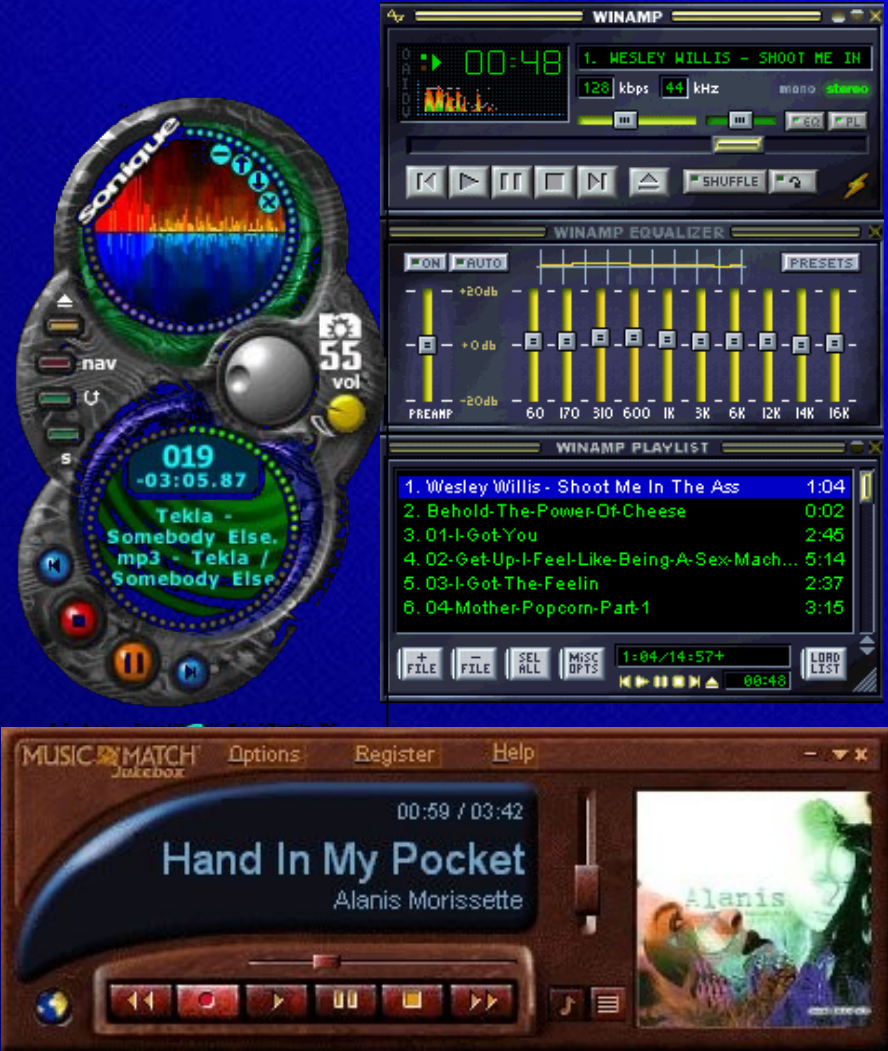 sonique
nav
s
55
vol
019
-03:05.87
Tekla -
Somebody Else.
mp3 - Tekla /
Somebody Else
WINAMP
O
A
I
D
V
00:48
1. WESLEY WILLIS - SHOOT ME IN
128 kbps 44 kHz mono stereo
EQ PL
SHUFFLE
WINAMP EQUALIZER
ON AUTO PRESETS
+20db
+0db
-20db
PREAMP 60 170 310 600 1K 3K 6K 12K 14K 16K
WINAMP PLAYLIST
1. Wesley Willis - Shoot Me In The Ass 1:04
2. Behold-The-Power-Of-Cheese 0:02
3. 01-I-Got-You 2:45
4. 02-Get-Up-I-Feel-Like-Being-A-Sex-Mach... 5:14
5. 03-I-Got-The-Feelin 2:37
6. 04-Mother-Popcorn-Part-1 3:15
+ FILE - FILE SEL ALL MISC OPTS 1:04/14:57+ LOAD LIST
00:48
MUSIC MATCH Options Register Help
Jukebox
00:59 / 03:42
Hand In My Pocket
Alanis Morissette
Alanis